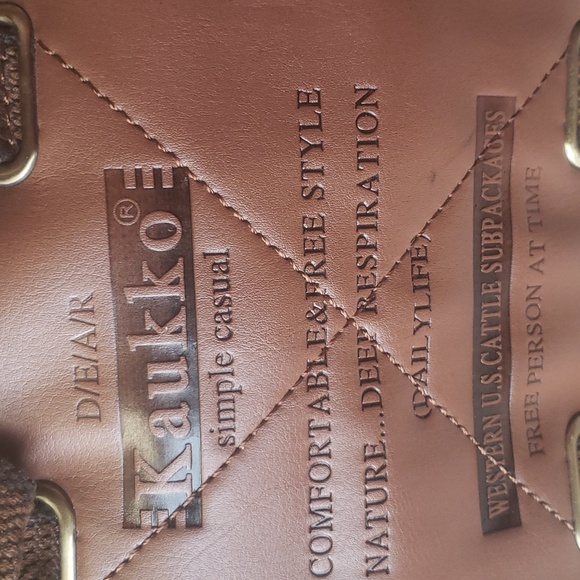 D/E/A/R
Kaukko®
simple casual
COMFORTABLE&FREE STYLE
NATURE....DEEP RESPIRATION
(DAILYLIFE)
WESTERN U.S.CATTLE SUBPACKAGES
FREE PERSON AT TIME